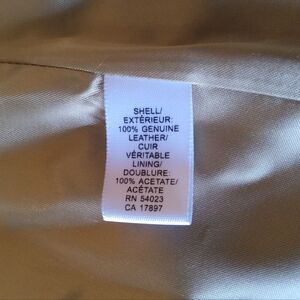 SHELL/
EXTÉRIEUR:
100% GENUINE
LEATHER/
CUIR
VÉRITABLE
LINING/
DOUBLURE:
100% ACETATE/
ACÉTATE
RN 54023
CA 17897